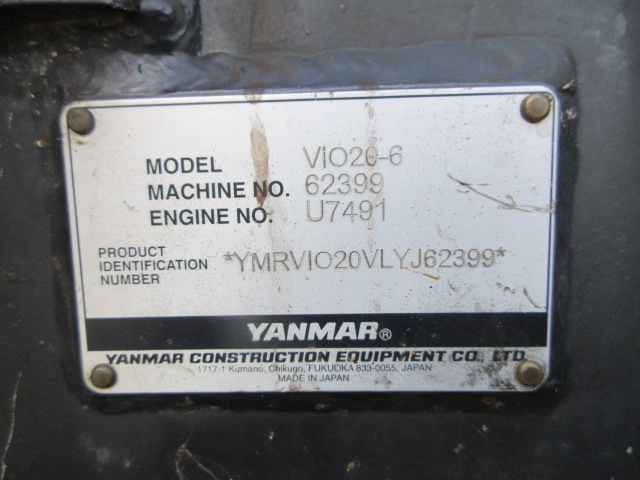 MODEL VIO20-6
MACHINE NO. 62399
ENGINE NO. U7491
PRODUCT
IDENTIFICATION
NUMBER
*YMRVIO20VLYJ62399*
YANMAR®
YANMAR CONSTRUCTION EQUIPMENT CO., LTD.
1717-1 Kumano, Chikugo, FUKUOKA 833-0055, JAPAN
MADE IN JAPAN